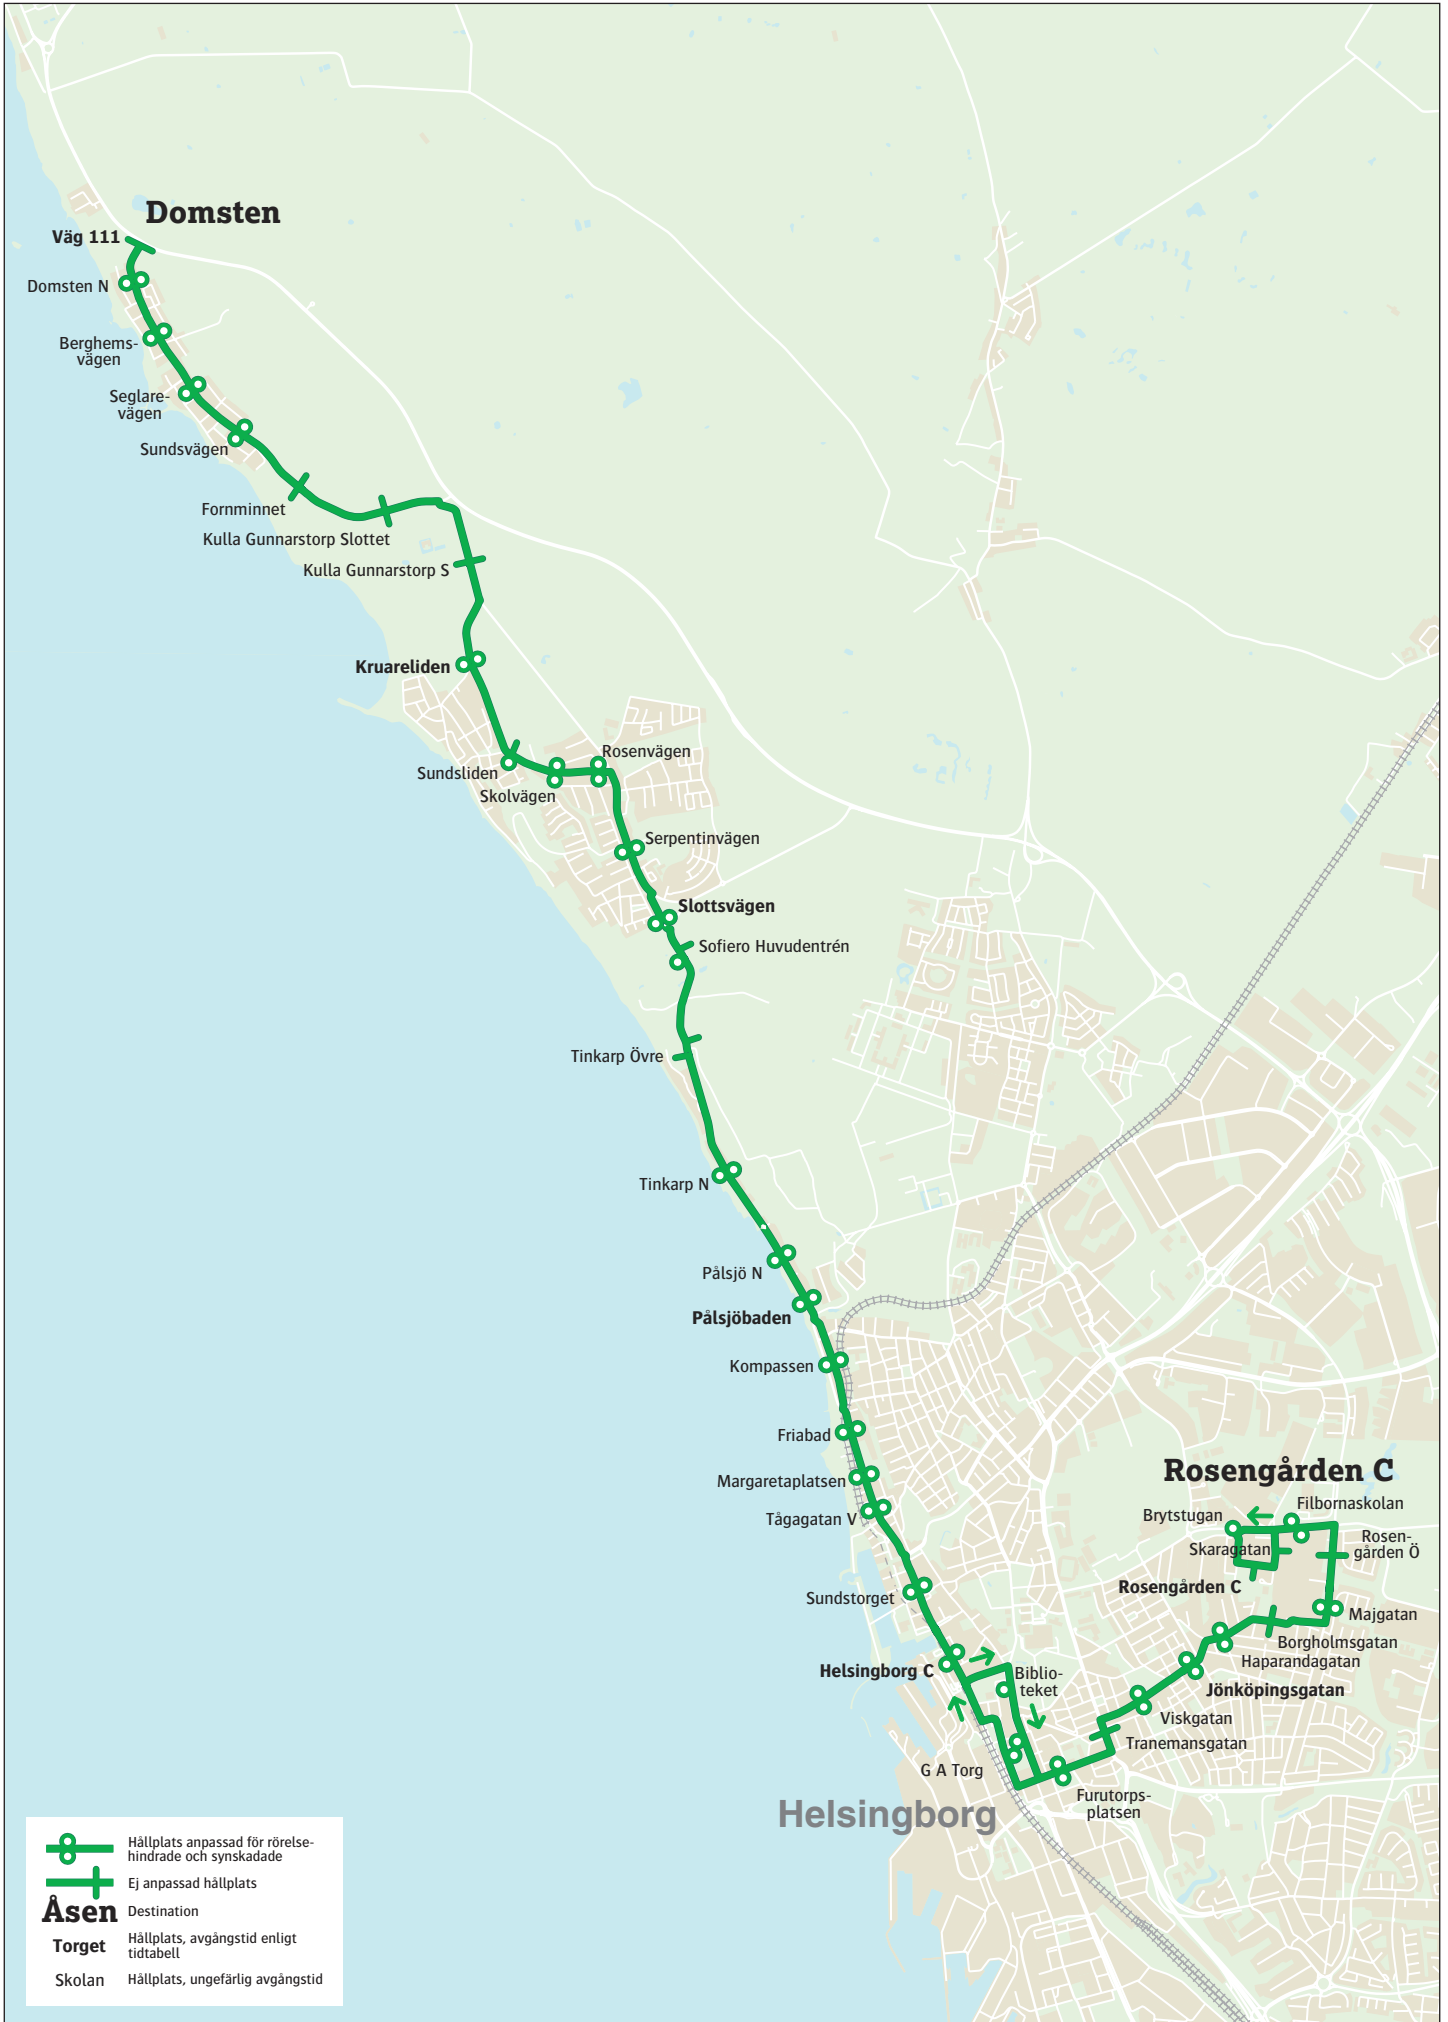 Domsten
Väg 111
Domsten N
Berghems-
vägen
Seglare-
vägen
Sundsvägen
Fornminnet
Kulla Gunnarstorp Slottet
Kulla Gunnarstorp S
Kruareliden
Rosenvägen
Sundsliden
Skolvägen
Serpentinvägen
Slottsvägen
Sofiero Huvudentrén
Tinkarp Övre
Tinkarp N
Pålsjö N
Pålsjöbaden
Kompassen
Friabad
Margaretaplatsen
Tågagatan V
Sundstorget
Helsingborg C
Biblio-
teket
G A Torg
Furutorps-
platsen
Tranemansgatan
Viskgatan
Jönköpingsgatan
Haparandagatan
Borgholmsgatan
Majgatan
Rosen-
gården Ö
Filbornaskolan
Brytstugan
Skaragatan
Rosengården C
Rosengården C
Helsingborg
Hållplats anpassad för rörelse-
hindrade och synskadade
Ej anpassad hållplats
Åsen Destination
Torget Hållplats, avgångstid enligt
tidtabell
Skolan Hållplats, ungefärlig avgångstid